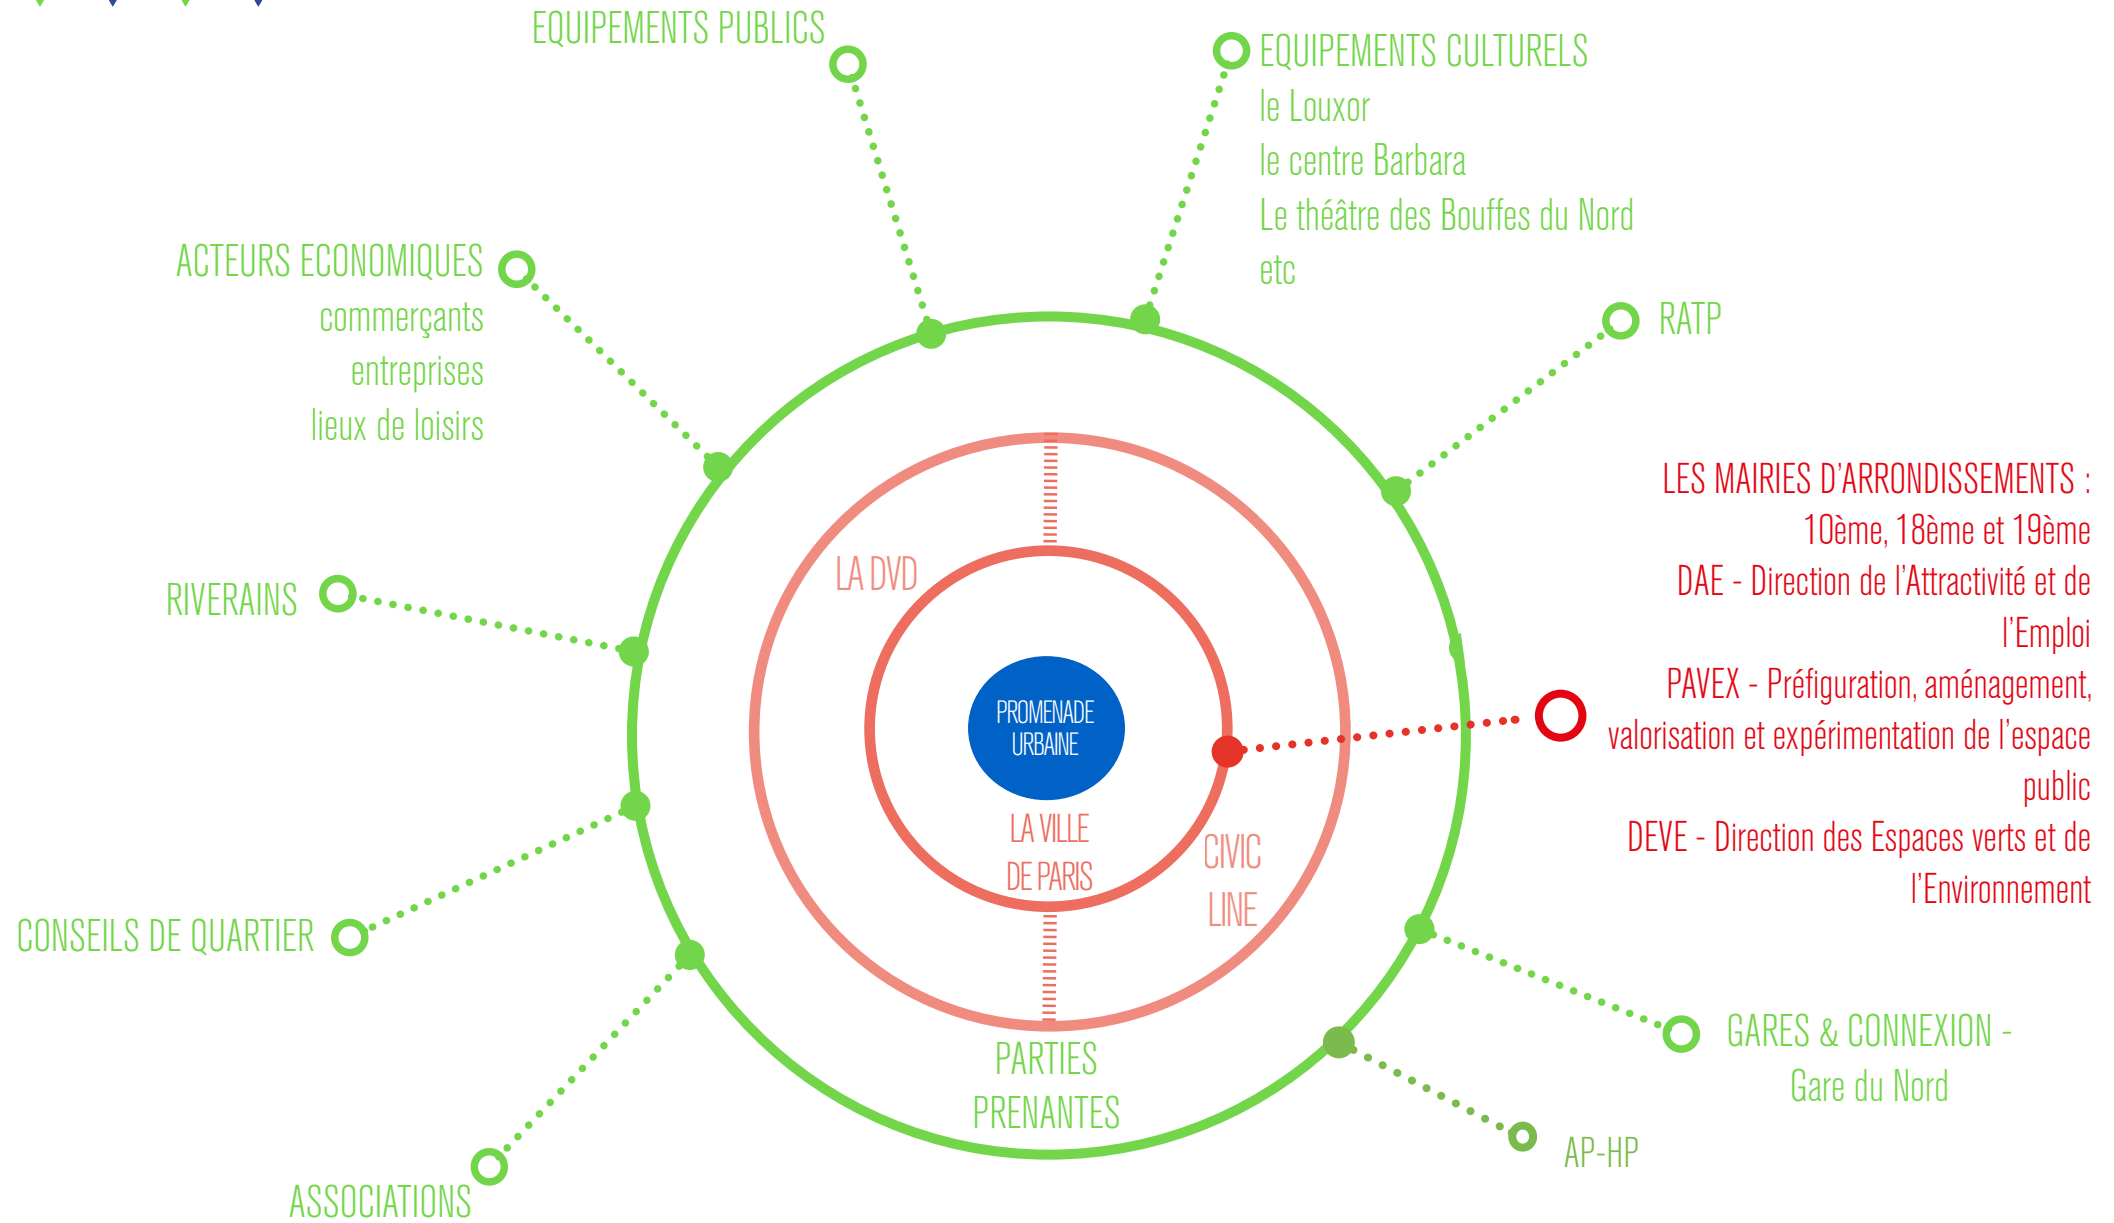 EQUIPEMENTS PUBLICS
EQUIPEMENTS CULTURELS
le Louxor
le centre Barbara
Le théâtre des Bouffes du Nord
etc
ACTEURS ECONOMIQUES
commerçants
entreprises
lieux de loisirs
RATP
LES MAIRIES D'ARRONDISSEMENTS :
10ème, 18ème et 19ème
DAE - Direction de l'Attractivité et de
l'Emploi
PAVEX - Préfiguration, aménagement,
valorisation et expérimentation de l'espace
public
DEVE - Direction des Espaces verts et de
l'Environnement
RIVERAINS
LA DVD
PROMENADE
URBAINE
LA VILLE
DE PARIS
CIVIC
LINE
CONSEILS DE QUARTIER
PARTIES
PRENANTES
GARES & CONNEXION -
Gare du Nord
AP-HP
ASSOCIATIONS